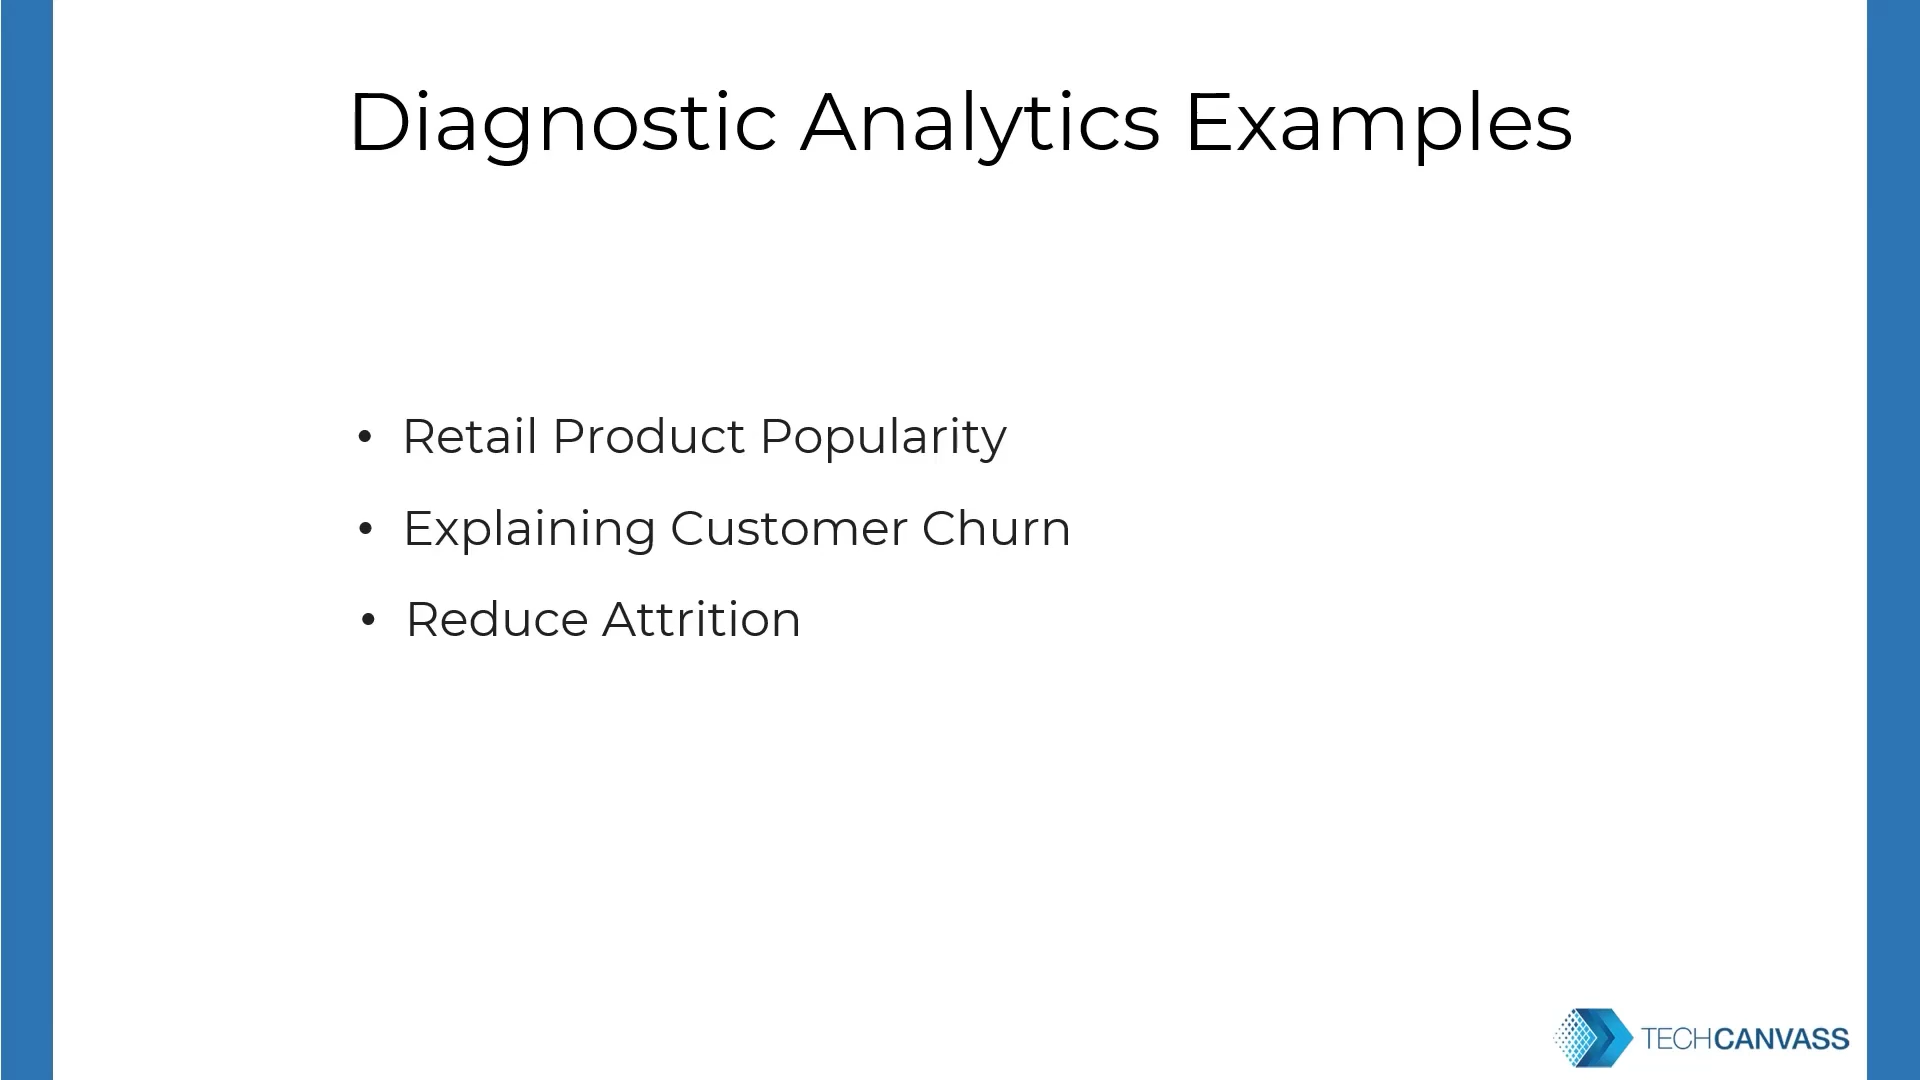 Diagnostic Analytics Examples
• Retail Product Popularity
• Explaining Customer Churn
• Reduce Attrition
TECHCANVASS